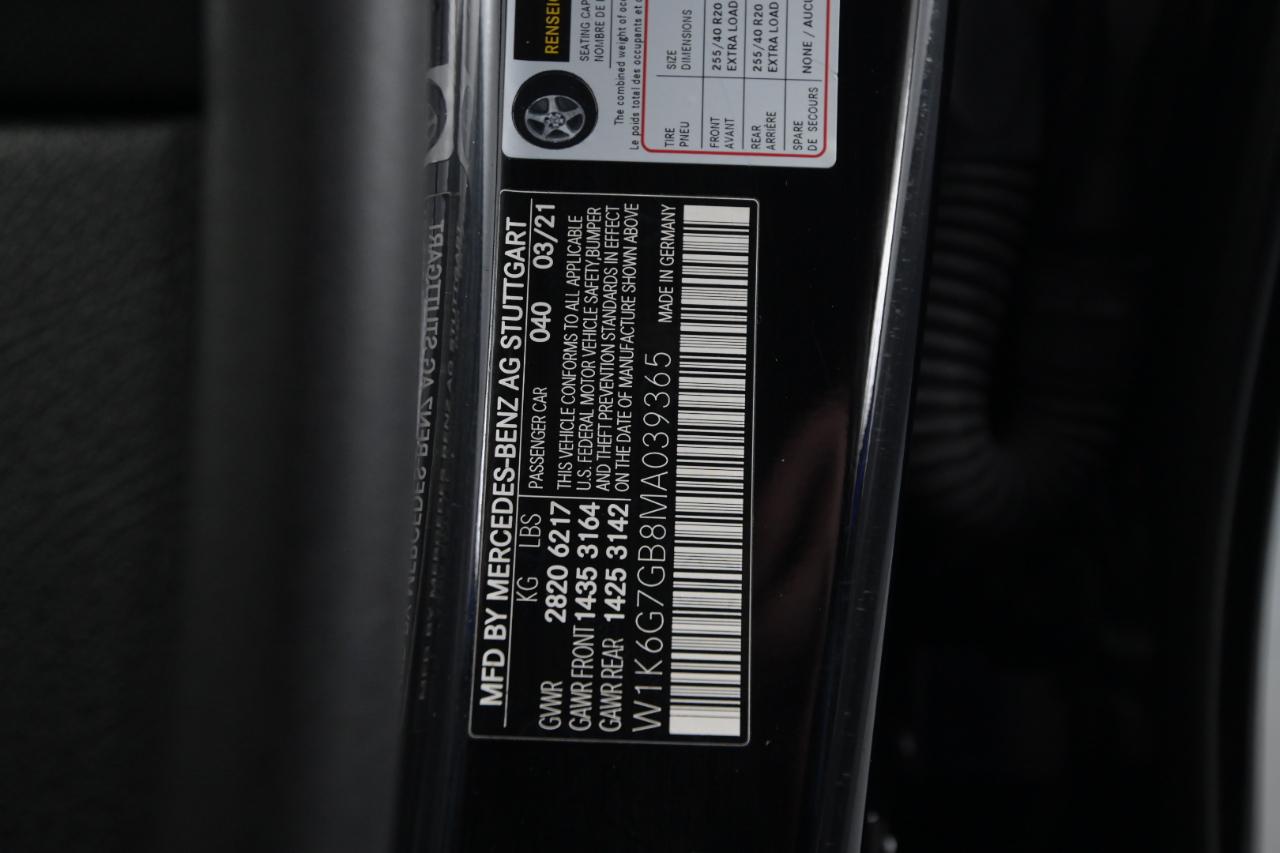 MFD BY MERCEDES-BENZ AG STUTTGART
KG LBS
GVWR 2820 6217
GAWR FRONT 1435 3164
GAWR REAR 1425 3142
PASSENGER CAR 040 03/21
THIS VEHICLE CONFORMS TO ALL APPLICABLE
U.S. FEDERAL MOTOR VEHICLE SAFETY,BUMPER
AND THEFT PREVENTION STANDARDS IN EFFECT
ON THE DATE OF MANUFACTURE SHOWN ABOVE
W1K6G7GB8MA039365 MADE IN GERMANY
SEATING CAP
NOMBRE DE
The combined weight of occ
Le poids total des occupants et
TIRE SIZE
PNEU DIMENSIONS
FRONT 255/40 R20
AVANT EXTRA LOAD
REAR 255/40 R20
ARRIÈRE EXTRA LOAD
SPARE NONE / AUCU
DE SECOURS